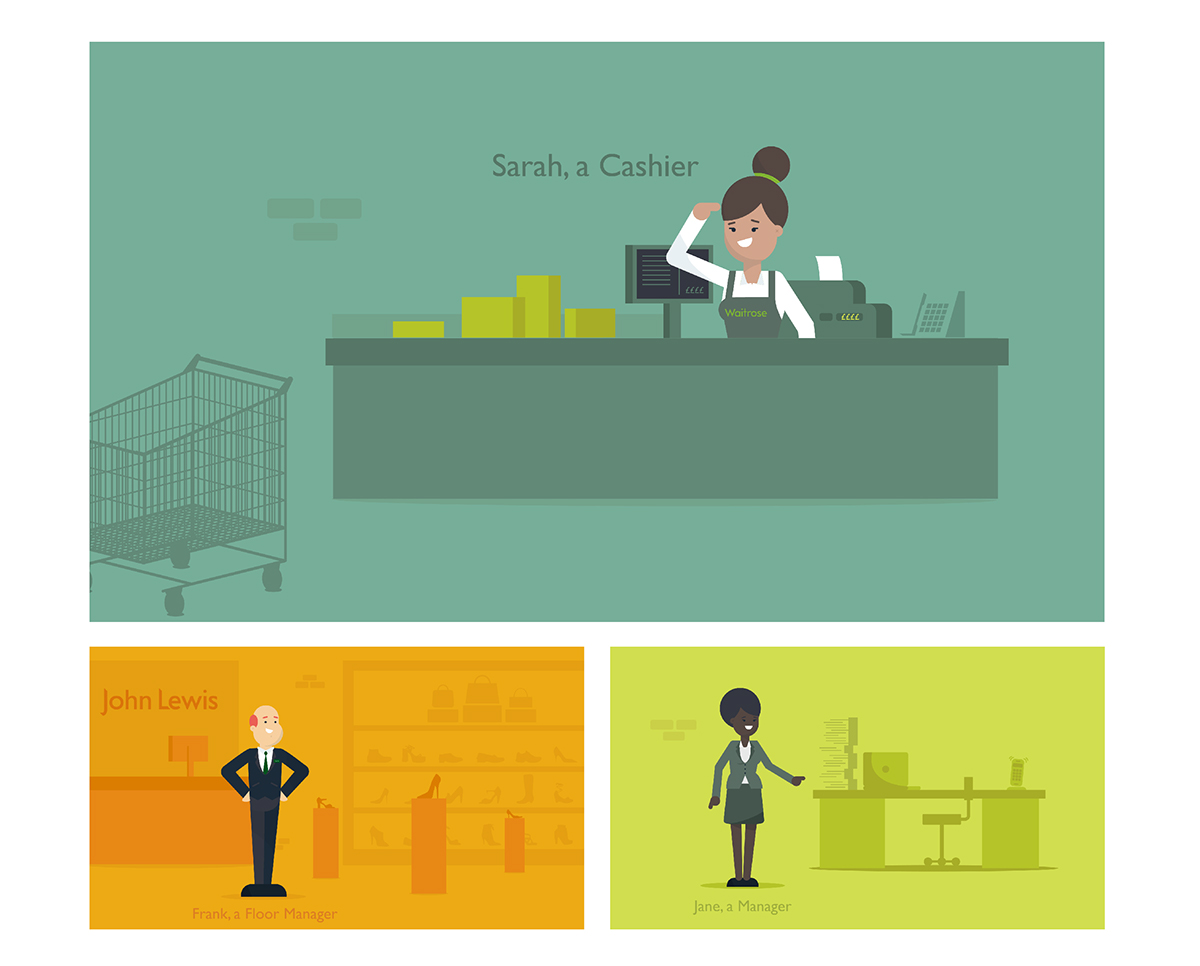 Sarah, a Cashier
££££
Waitrose
££££
John Lewis
Frank, a Floor Manager
Jane, a Manager